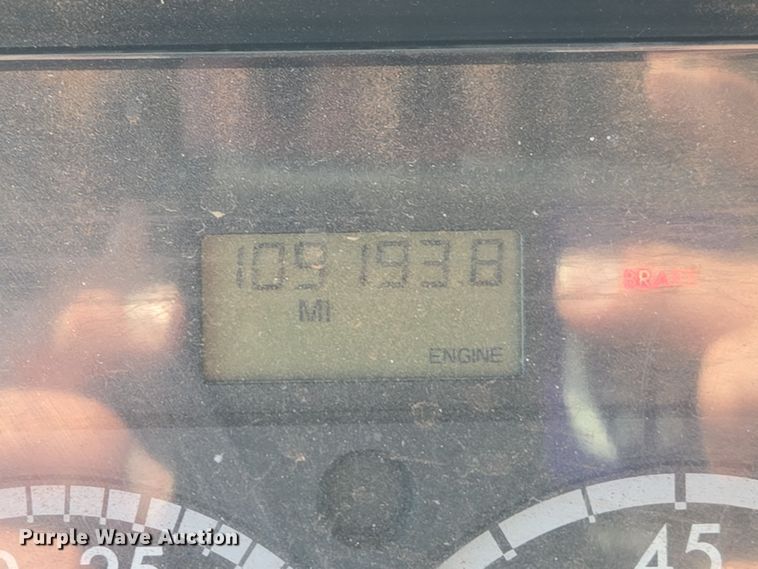 109193.8
MI
ENGINE
BRAKE
25
45
Purple Wave Auction